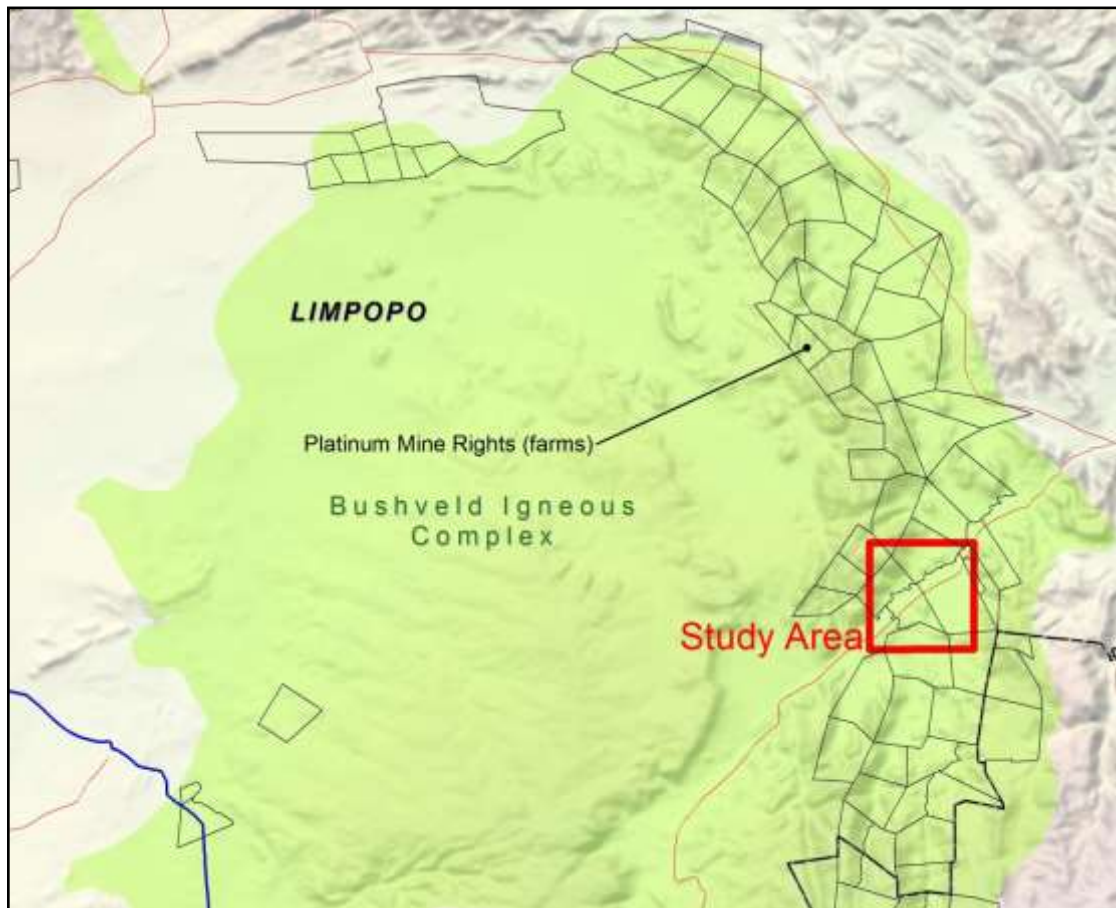 LIMPOPO
Platinum Mine Rights (farms)
Bushveld Igneous
Complex
Study Area